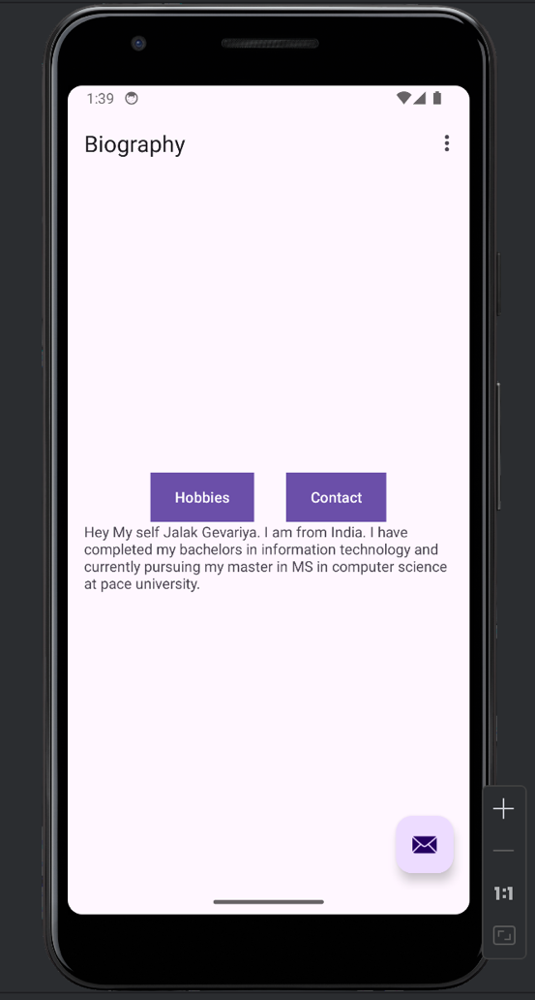 1:39
Biography
Hobbies
Contact
Hey My self Jalak Gevariya. I am from India. I have
completed my bachelors in information technology and
currently pursuing my master in MS in computer science
at pace university.
1:1